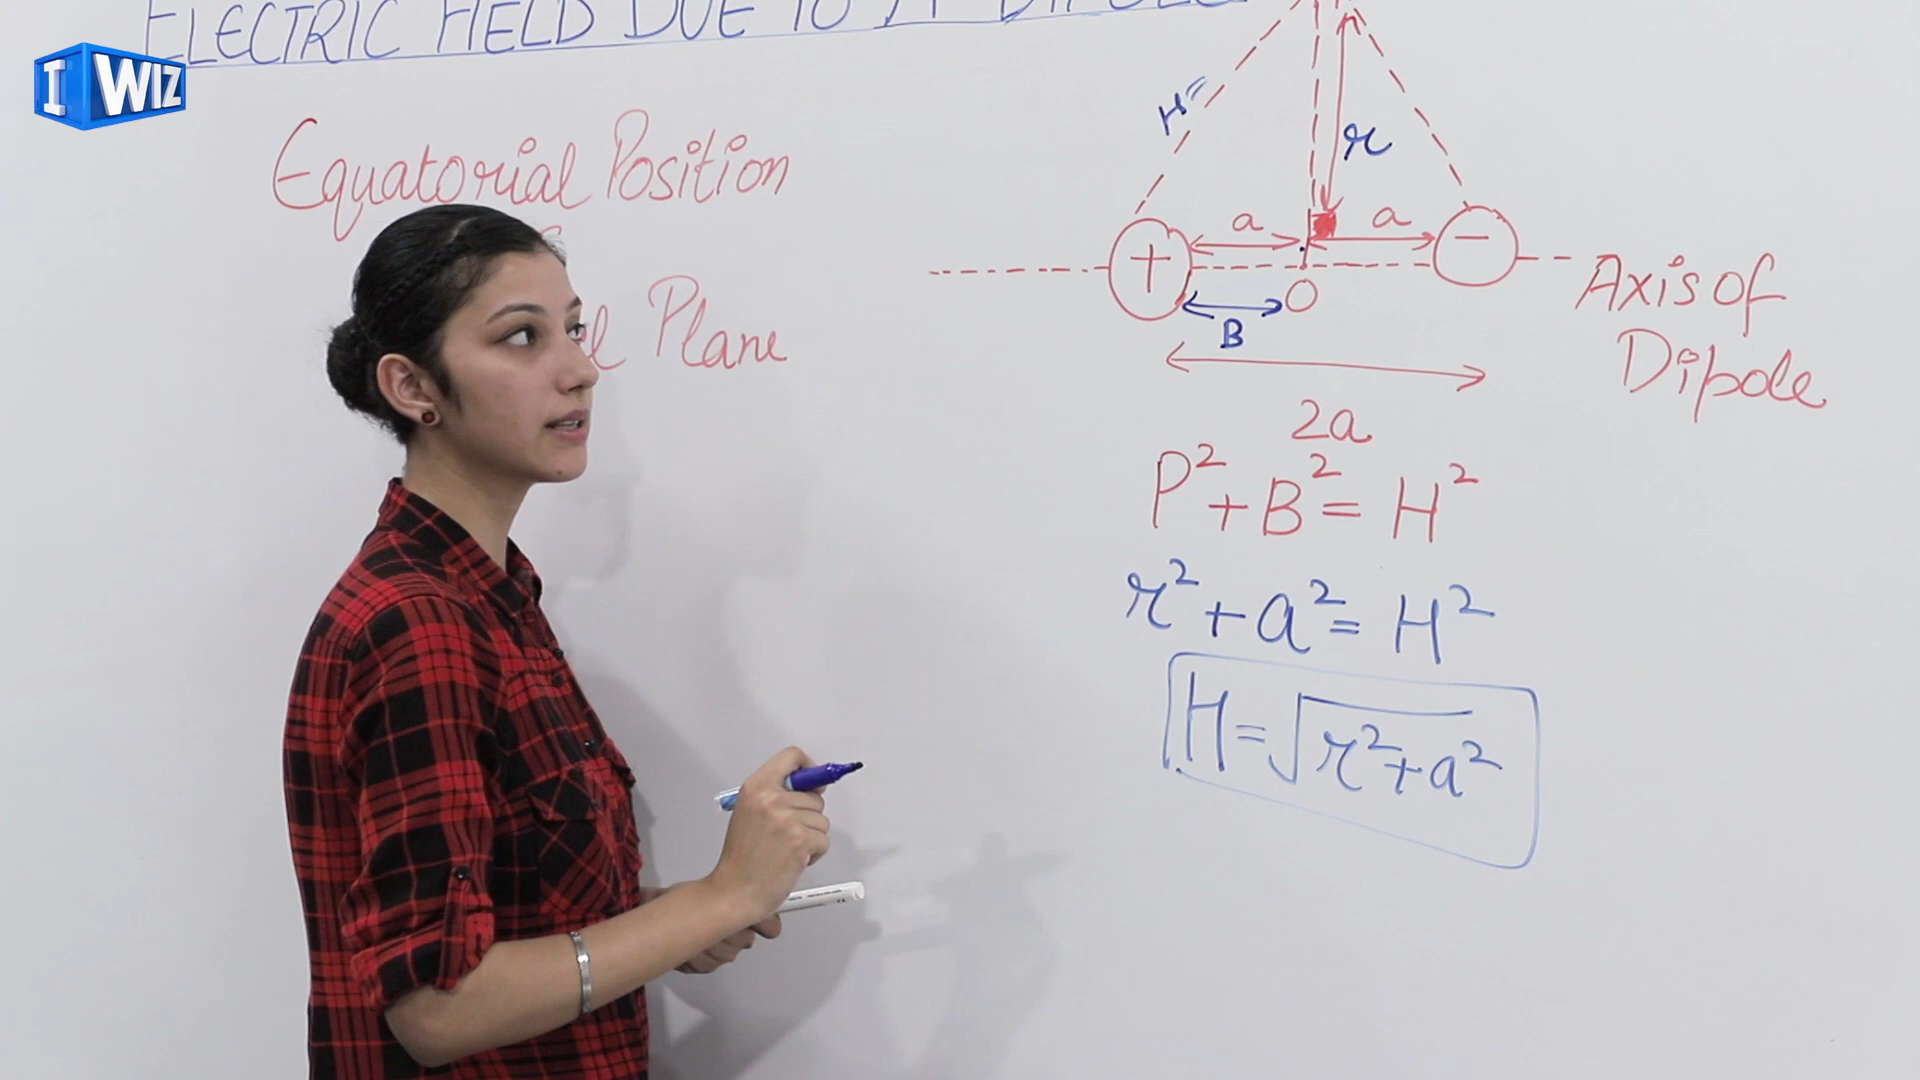 ELECTRIC FIELD DUE TO A DIPOLE
I WIZ
Equatorial Position
Plane
H
r
a a
+ −
O
B
Axis of
Dipole
2a
P² + B² = H²
r² + a² = H²
H = √r² + a²